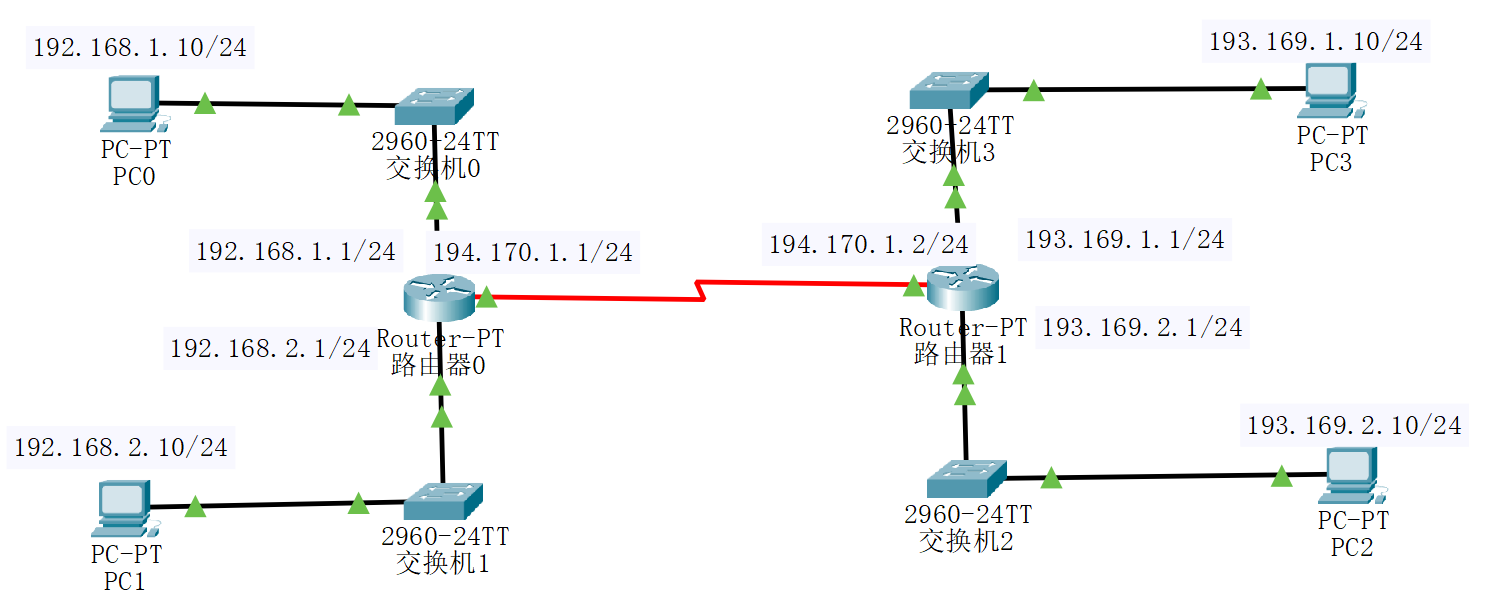 192.168.1.10/24
PC-PT
PC0
2960-24TT
交换机0
193.169.1.10/24
2960-24TT
交换机3
PC-PT
PC3
192.168.1.1/24
194.170.1.1/24
194.170.1.2/24
193.169.1.1/24
192.168.2.1/24
Router-PT
路由器0
Router-PT
路由器1
193.169.2.1/24
192.168.2.10/24
PC-PT
PC1
2960-24TT
交换机1
193.169.2.10/24
2960-24TT
交换机2
PC-PT
PC2